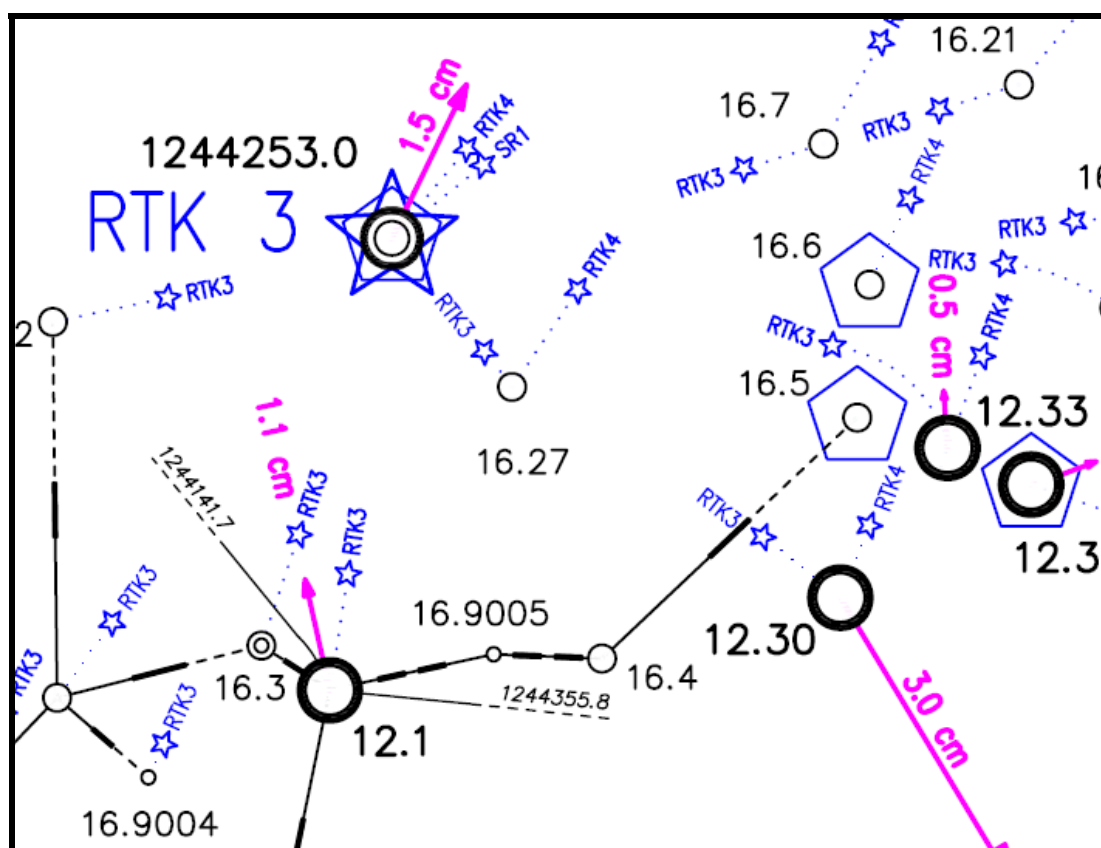 16.21
16.7
RTK3
RTK3
RTK4
1.5 cm
RTK4
SR1
1244253.0
RTK 3
RTK3
16.6
RTK3
RTK3
RTK4
RTK3
RTK4
2
RTK3
0.5 cm
RTK4
16.5
12.33
16.27
1.1 cm
1244141.7
RTK3
RTK3
RTK3
RTK4
12.3
16.9005
12.30
RTK3
RTK3
16.3
16.4
1244355.8
RTK3
12.1
3.0 cm
16.9004